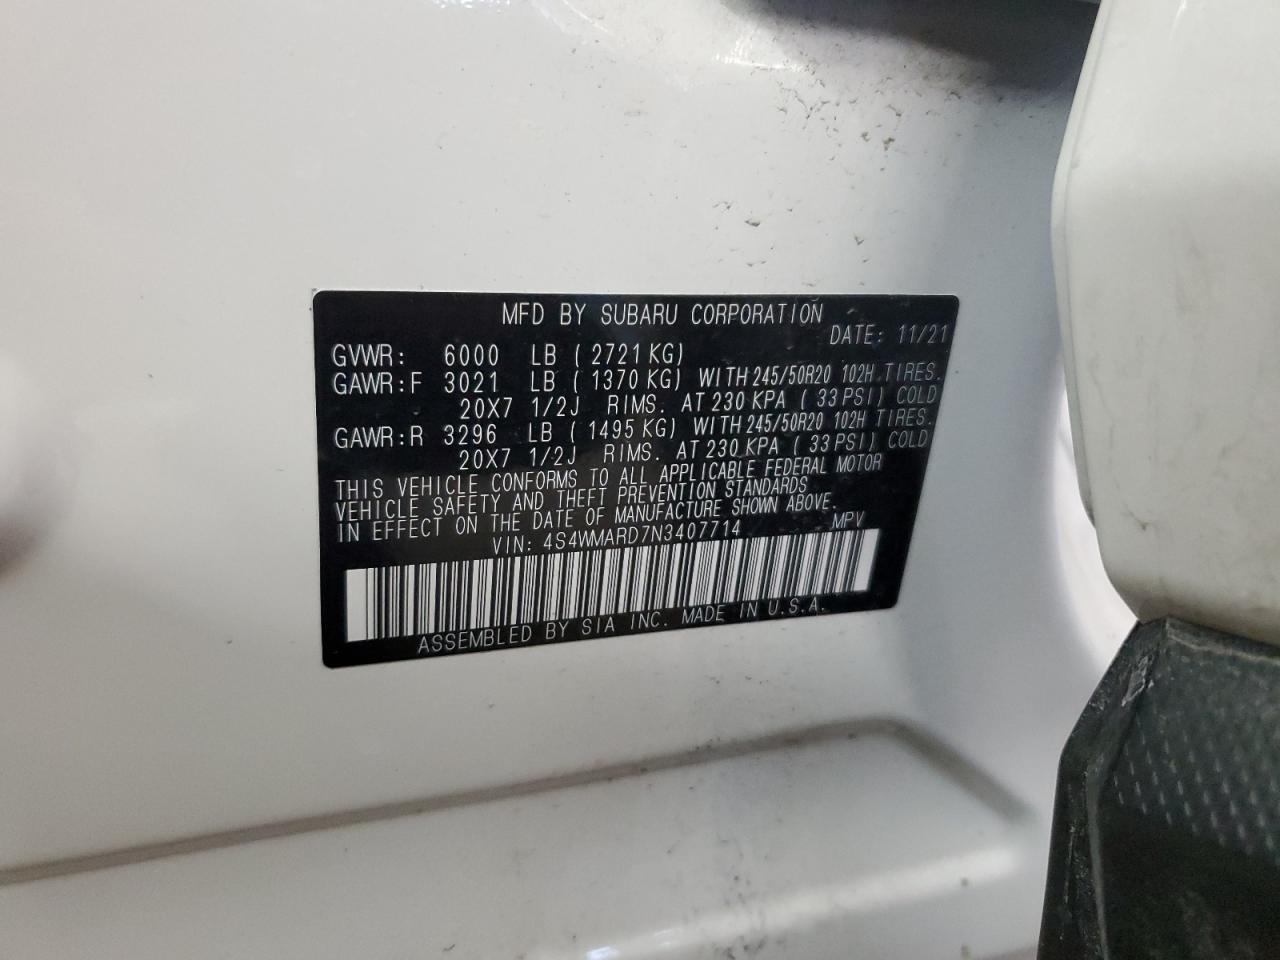 MFD BY SUBARU CORPORATION
DATE: 11/21
GVWR: 6000 LB ( 2721 KG)
GAWR:F 3021 LB ( 1370 KG) WITH 245/50R20 102H TIRES.
20X7 1/2J RIMS. AT 230 KPA ( 33 PSI) COLD
GAWR:R 3296 LB ( 1495 KG) WITH 245/50R20 102H TIRES.
20X7 1/2J RIMS. AT 230 KPA ( 33 PSI) COLD
THIS VEHICLE CONFORMS TO ALL APPLICABLE FEDERAL MOTOR
VEHICLE SAFETY AND THEFT PREVENTION STANDARDS
IN EFFECT ON THE DATE OF MANUFACTURE SHOWN ABOVE.
VIN: 4S4WMARD7N3407714 MPV
ASSEMBLED BY SIA INC. MADE IN U.S.A.